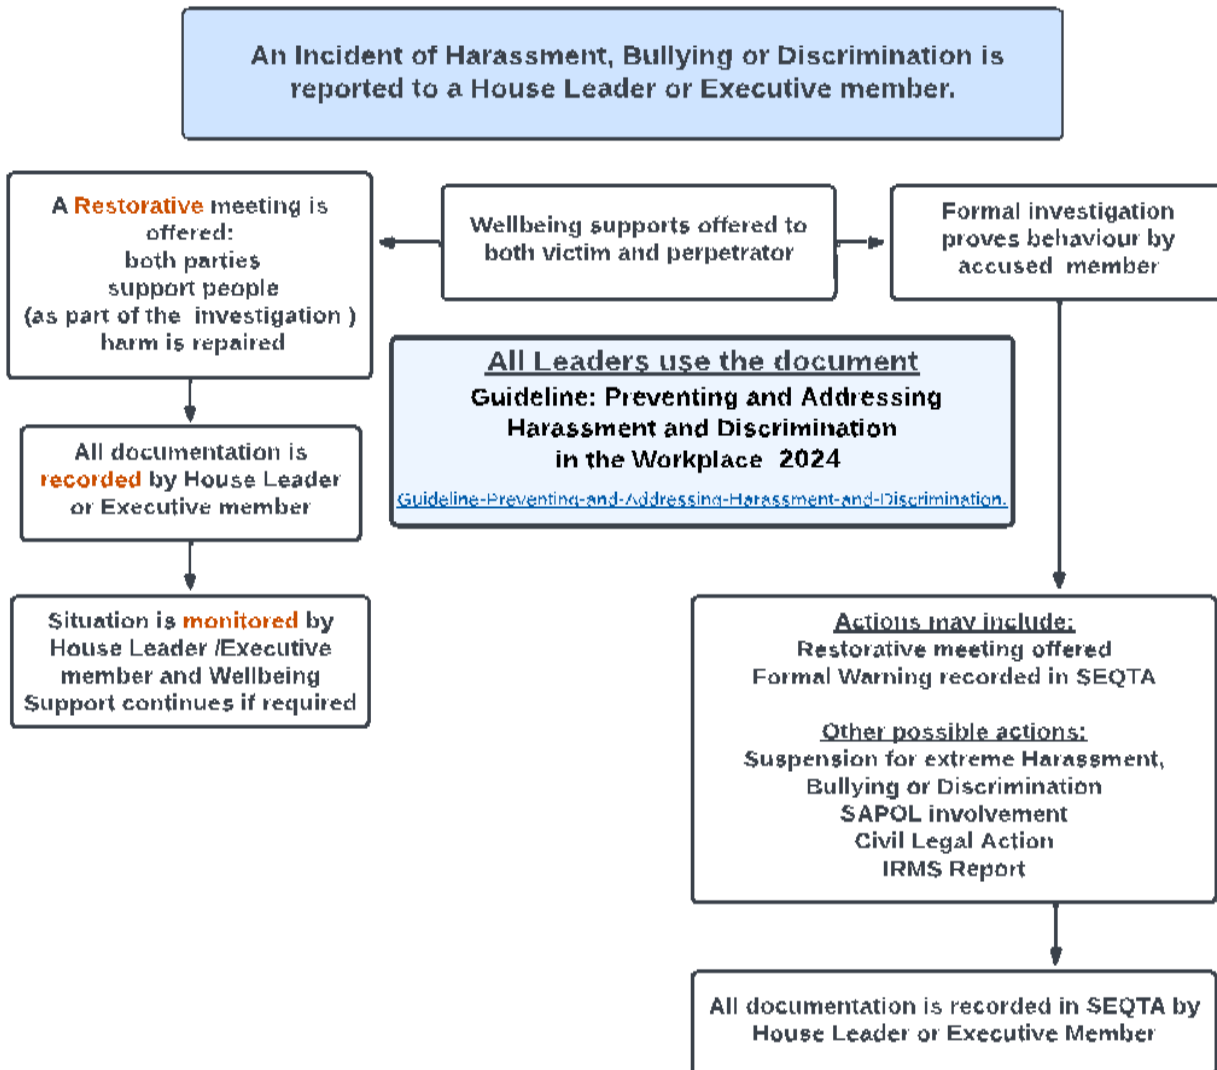 An Incident of Harassment, Bullying or Discrimination is
reported to a House Leader or Executive member.
A Restorative meeting is
offered:
both parties
support people
(as part of the  investigation )
harm is repaired
Wellbeing supports offered to
both victim and perpetrator
Formal investigation
proves behaviour by
accused  member
All Leaders use the document
Guideline: Preventing and Addressing
Harassment and Discrimination
in the Workplace  2024
Guideline-Preventing-and-Addressing-Harassment-and-Discrimination.
All documentation is
recorded by House Leader
or Executive member
Situation is monitored by
House Leader /Executive
member and Wellbeing
Support continues if required
Actions may include:
Restorative meeting offered
Formal Warning recorded in SEQTA
Other possible actions:
Suspension for extreme Harassment,
Bullying or Discrimination
SAPOL involvement
Civil Legal Action
IRMS Report
All documentation is recorded in SEQTA by
House Leader or Executive Member